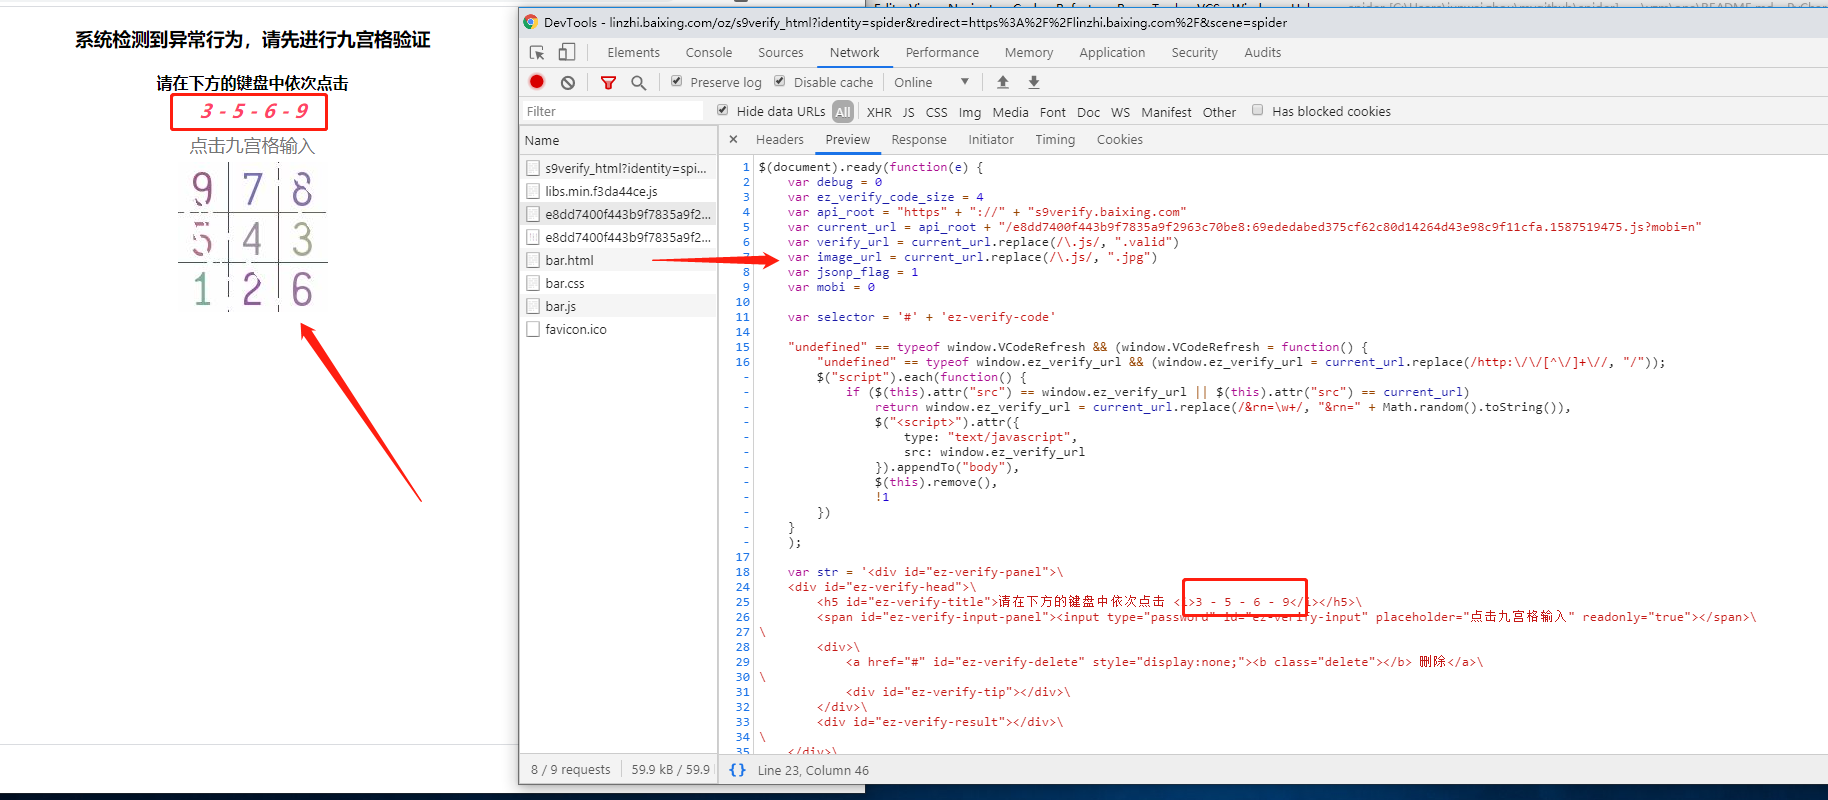 系统检测到异常行为，请先进行九宫格验证
请在下方的键盘中依次点击
3 - 5 - 6 - 9
点击九宫格输入
9 7 8
5 4 3
1 2 6
DevTools - linzhi.baixing.com/oz/s9verify_html?identity=spider&redirect=https%3A%2F%2Flinzhi.baixing.com%2F&scene=spider
Elements Console Sources Network Performance Memory Application Security Audits
Preserve log Disable cache Online
Filter Hide data URLs All XHR JS CSS Img Media Font Doc WS Manifest Other Has blocked cookies
Name
s9verify_html?identity=spi...
libs.min.f3da44ce.js
e8dd7400f443b9f7835a9f2...
e8dd7400f443b9f7835a9f2...
bar.html
bar.css
bar.js
favicon.ico
8 / 9 requests 59.9 kB / 59.9
× Headers Preview Response Initiator Timing Cookies
1 $(document).ready(function(e) {
2 var debug = 0
3 var ez_verify_code_size = 4
4 var api_root = "https" + "://" + "s9verify.baixing.com"
5 var current_url = api_root + "/e8dd7400f443b9f7835a9f2963c70be8:69ededabed375cf62c80d14264d43e98c9f11cfa.1587519475.js?mobi=n"
6 var verify_url = current_url.replace(/\.js/, ".valid")
7 var image_url = current_url.replace(/\.js/, ".jpg")
8 var jsonp_flag = 1
9 var mobi = 0
10
11 var selector = '#' + 'ez-verify-code'
14
15 "undefined" == typeof window.VCodeRefresh && (window.VCodeRefresh = function() {
16 "undefined" == typeof window.ez_verify_url && (window.ez_verify_url = current_url.replace(/http:\/\/[^\/]+\//, "/"));
- $("script").each(function() {
- if ($(this).attr("src") == window.ez_verify_url || $(this).attr("src") == current_url)
- return window.ez_verify_url = current_url.replace(/&rn=\w+/, "&rn=" + Math.random().toString()),
- $("<script>").attr({
- type: "text/javascript",
- src: window.ez_verify_url
- }).appendTo("body"),
- $(this).remove(),
- !1
- })
- }
- );
17
18 var str = '<div id="ez-verify-panel">\
24 <div id="ez-verify-head">\
25 <h5 id="ez-verify-title">请在下方的键盘中依次点击 <i>3 - 5 - 6 - 9</i></h5>\
26 <span id="ez-verify-input-panel"><input type="password" id="ez-verify-input" placeholder="点击九宫格输入" readonly="true"></span>\
27 \
28 <div>\
29 <a href="#" id="ez-verify-delete" style="display:none;"><b class="delete"></b> 删除</a>\
30 \
31 <div id="ez-verify-tip"></div>\
32 </div>\
33 <div id="ez-verify-result"></div>\
34 \
35 </div>\
{} Line 23, Column 46